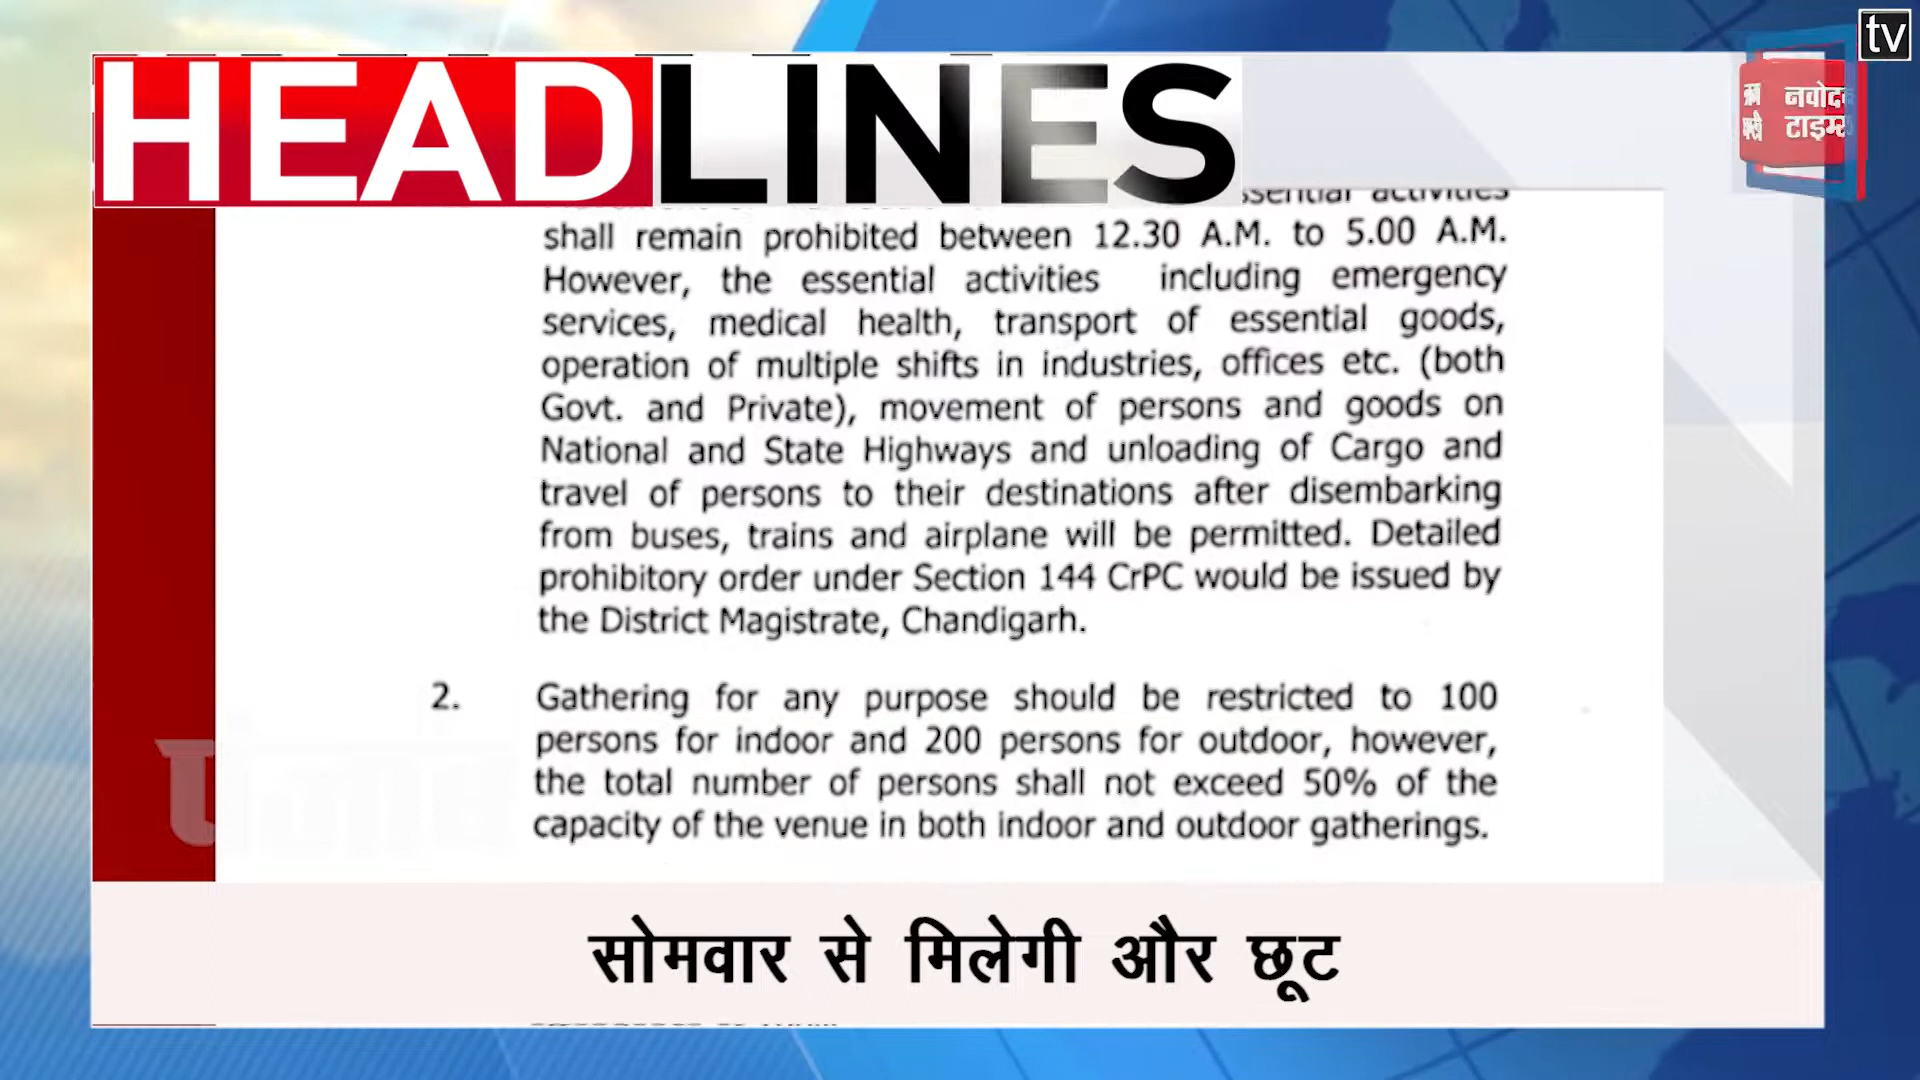 tv
HEADLINES
नवोदय
टाइम्स
essential activities
shall remain prohibited between 12.30 A.M. to 5.00 A.M.
However, the essential activities including emergency
services, medical health, transport of essential goods,
operation of multiple shifts in industries, offices etc. (both
Govt. and Private), movement of persons and goods on
National and State Highways and unloading of Cargo and
travel of persons to their destinations after disembarking
from buses, trains and airplane will be permitted. Detailed
prohibitory order under Section 144 CrPC would be issued by
the District Magistrate, Chandigarh.
2. Gathering for any purpose should be restricted to 100
persons for indoor and 200 persons for outdoor, however,
the total number of persons shall not exceed 50% of the
capacity of the venue in both indoor and outdoor gatherings.
सोमवार से मिलेगी और छूट